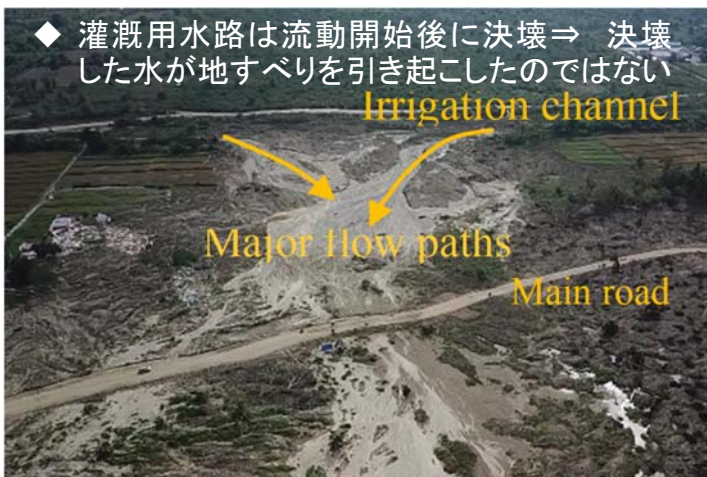 ◆ 灌漑用水路は流動開始後に決壊⇒ 決壊
した水が地すべりを引き起こしたのではない
Irrigation channel
Major flow paths
Main road